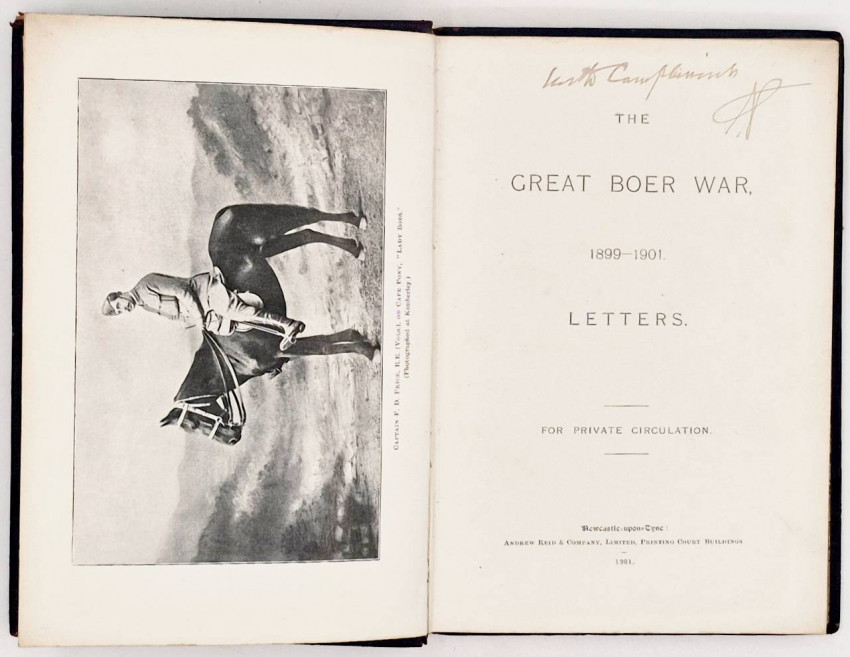 CAPTAIN F. D. PRICE, R.E. (VOLS.), ON CAPE PONY, "LADY BOER."
(Photographed at Kimberley.)
With Compliments
THE
GREAT BOER WAR,
1899–1901.
LETTERS.
FOR PRIVATE CIRCULATION.
Newcastle-upon-Tyne:
ANDREW REID & COMPANY, LIMITED, PRINTING COURT BUILDINGS
1901.